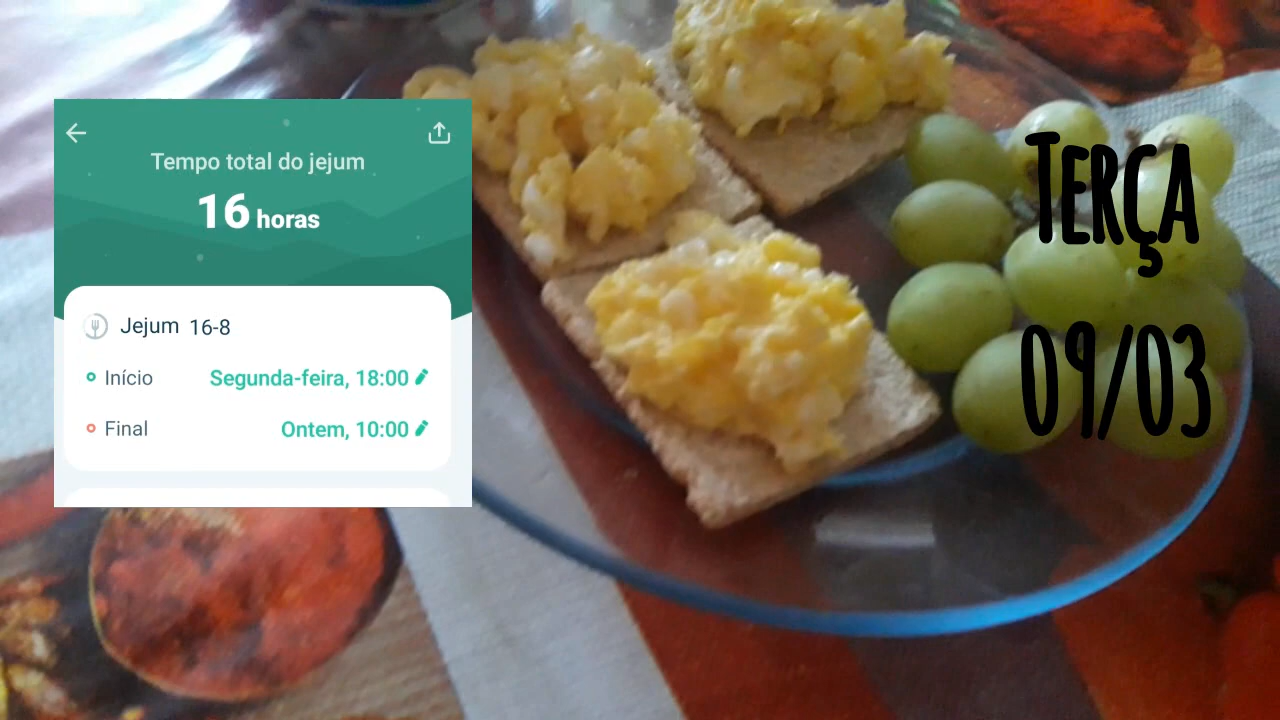 Tempo total do jejum
16 horas
Jejum 16-8
Início Segunda-feira, 18:00
Final Ontem, 10:00
TERÇA
09/03